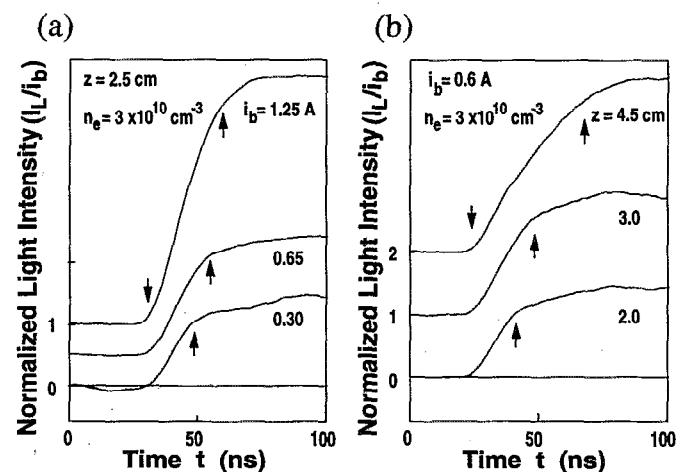 (a)
(b)
Normalized Light Intensity (I_L/i_b)
z = 2.5 cm
n_e = 3 x10^10 cm^-3
i_b = 1.25 A
0.65
0.30
1
0
0
50
100
Time t (ns)
Normalized Light Intensity (I_L/i_b)
i_b = 0.6 A
n_e = 3 x10^10 cm^-3
z = 4.5 cm
3.0
2.0
2
1
0
0
50
100
Time t (ns)